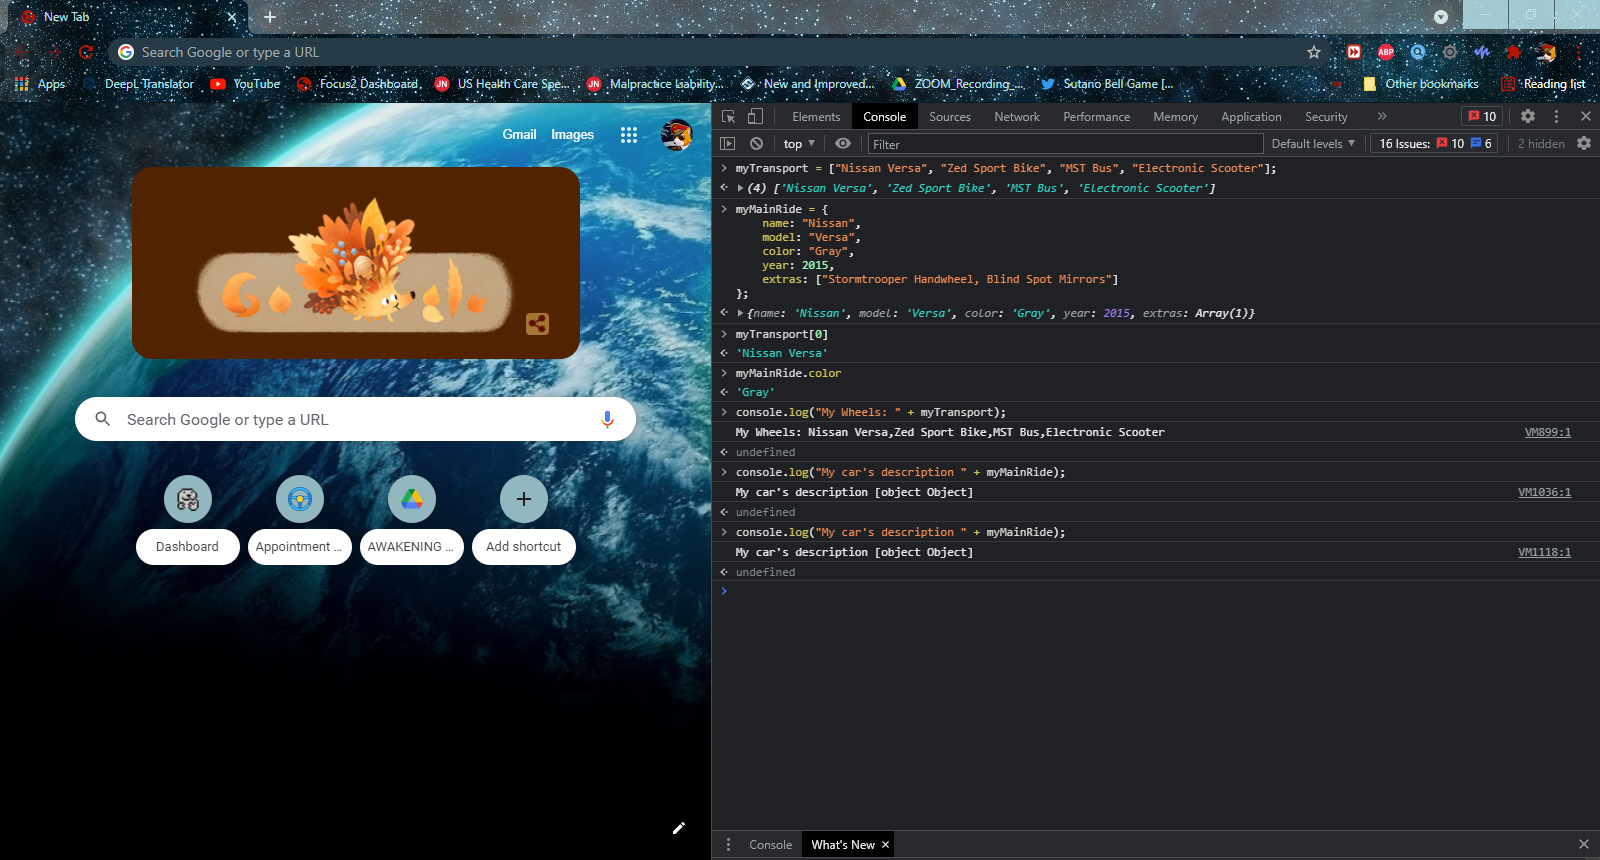 New Tab
Search Google or type a URL
Apps DeepL Translator YouTube Focus2 Dashboard US Health Care Spe... Malpractice Liability... New and Improved... ZOOM_Recording_... Sutano Bell Game [... » Other bookmarks Reading list
Gmail Images
Search Google or type a URL
Dashboard Appointment ... AWAKENING ... Add shortcut
Elements Console Sources Network Performance Memory Application Security » 10
top Filter Default levels 16 Issues: 10 6 2 hidden
myTransport = ["Nissan Versa", "Zed Sport Bike", "MST Bus", "Electronic Scooter"];
(4) ['Nissan Versa', 'Zed Sport Bike', 'MST Bus', 'Electronic Scooter']
myMainRide = {
name: "Nissan",
model: "Versa",
color: "Gray",
year: 2015,
extras: ["Stormtrooper Handwheel, Blind Spot Mirrors"]
};
{name: 'Nissan', model: 'Versa', color: 'Gray', year: 2015, extras: Array(1)}
myTransport[0]
'Nissan Versa'
myMainRide.color
'Gray'
console.log("My Wheels: " + myTransport);
My Wheels: Nissan Versa,Zed Sport Bike,MST Bus,Electronic Scooter VM899:1
undefined
console.log("My car's description " + myMainRide);
My car's description [object Object] VM1036:1
undefined
console.log("My car's description " + myMainRide);
My car's description [object Object] VM1118:1
undefined
Console What's New